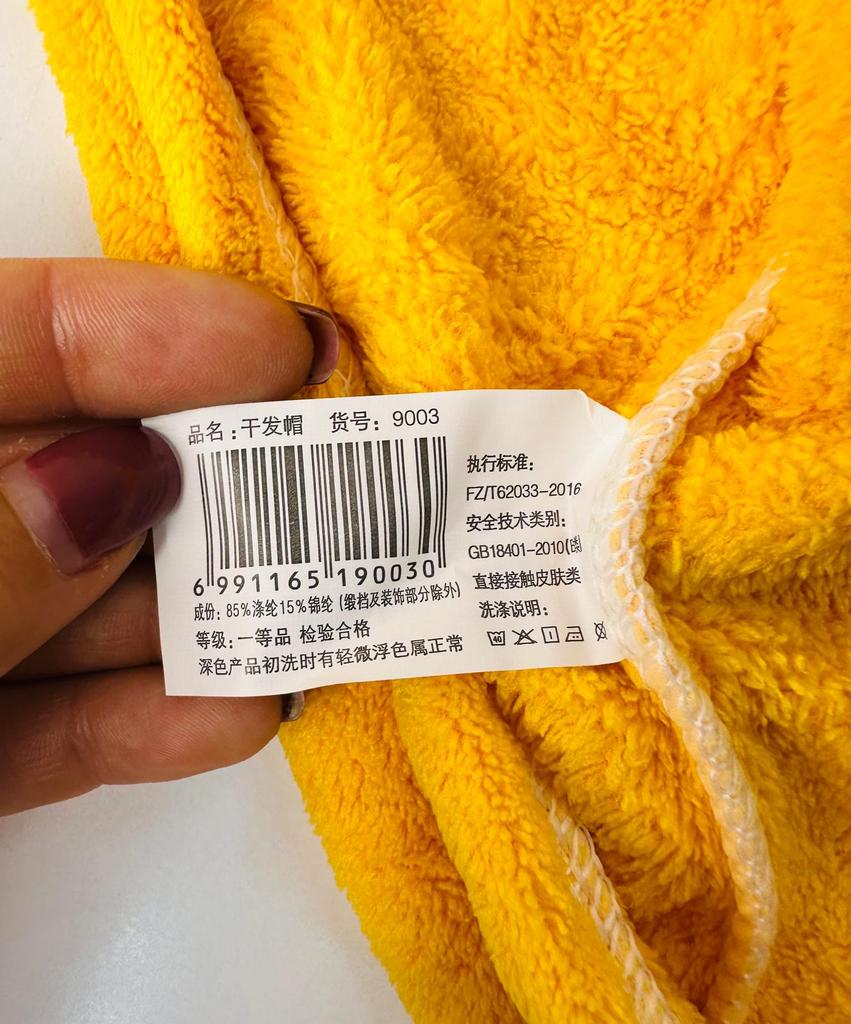 品名:干发帽 货号: 9003
6 991165 190030
成份: 85%涤纶15%锦纶 (缎档及装饰部分除外)
等级: 一等品 检验合格
深色产品初洗时有轻微浮色属正常
执行标准:
FZ/T62033-2016
安全技术类别:
GB18401-2010(
直接接触皮肤类
洗涤说明:
40